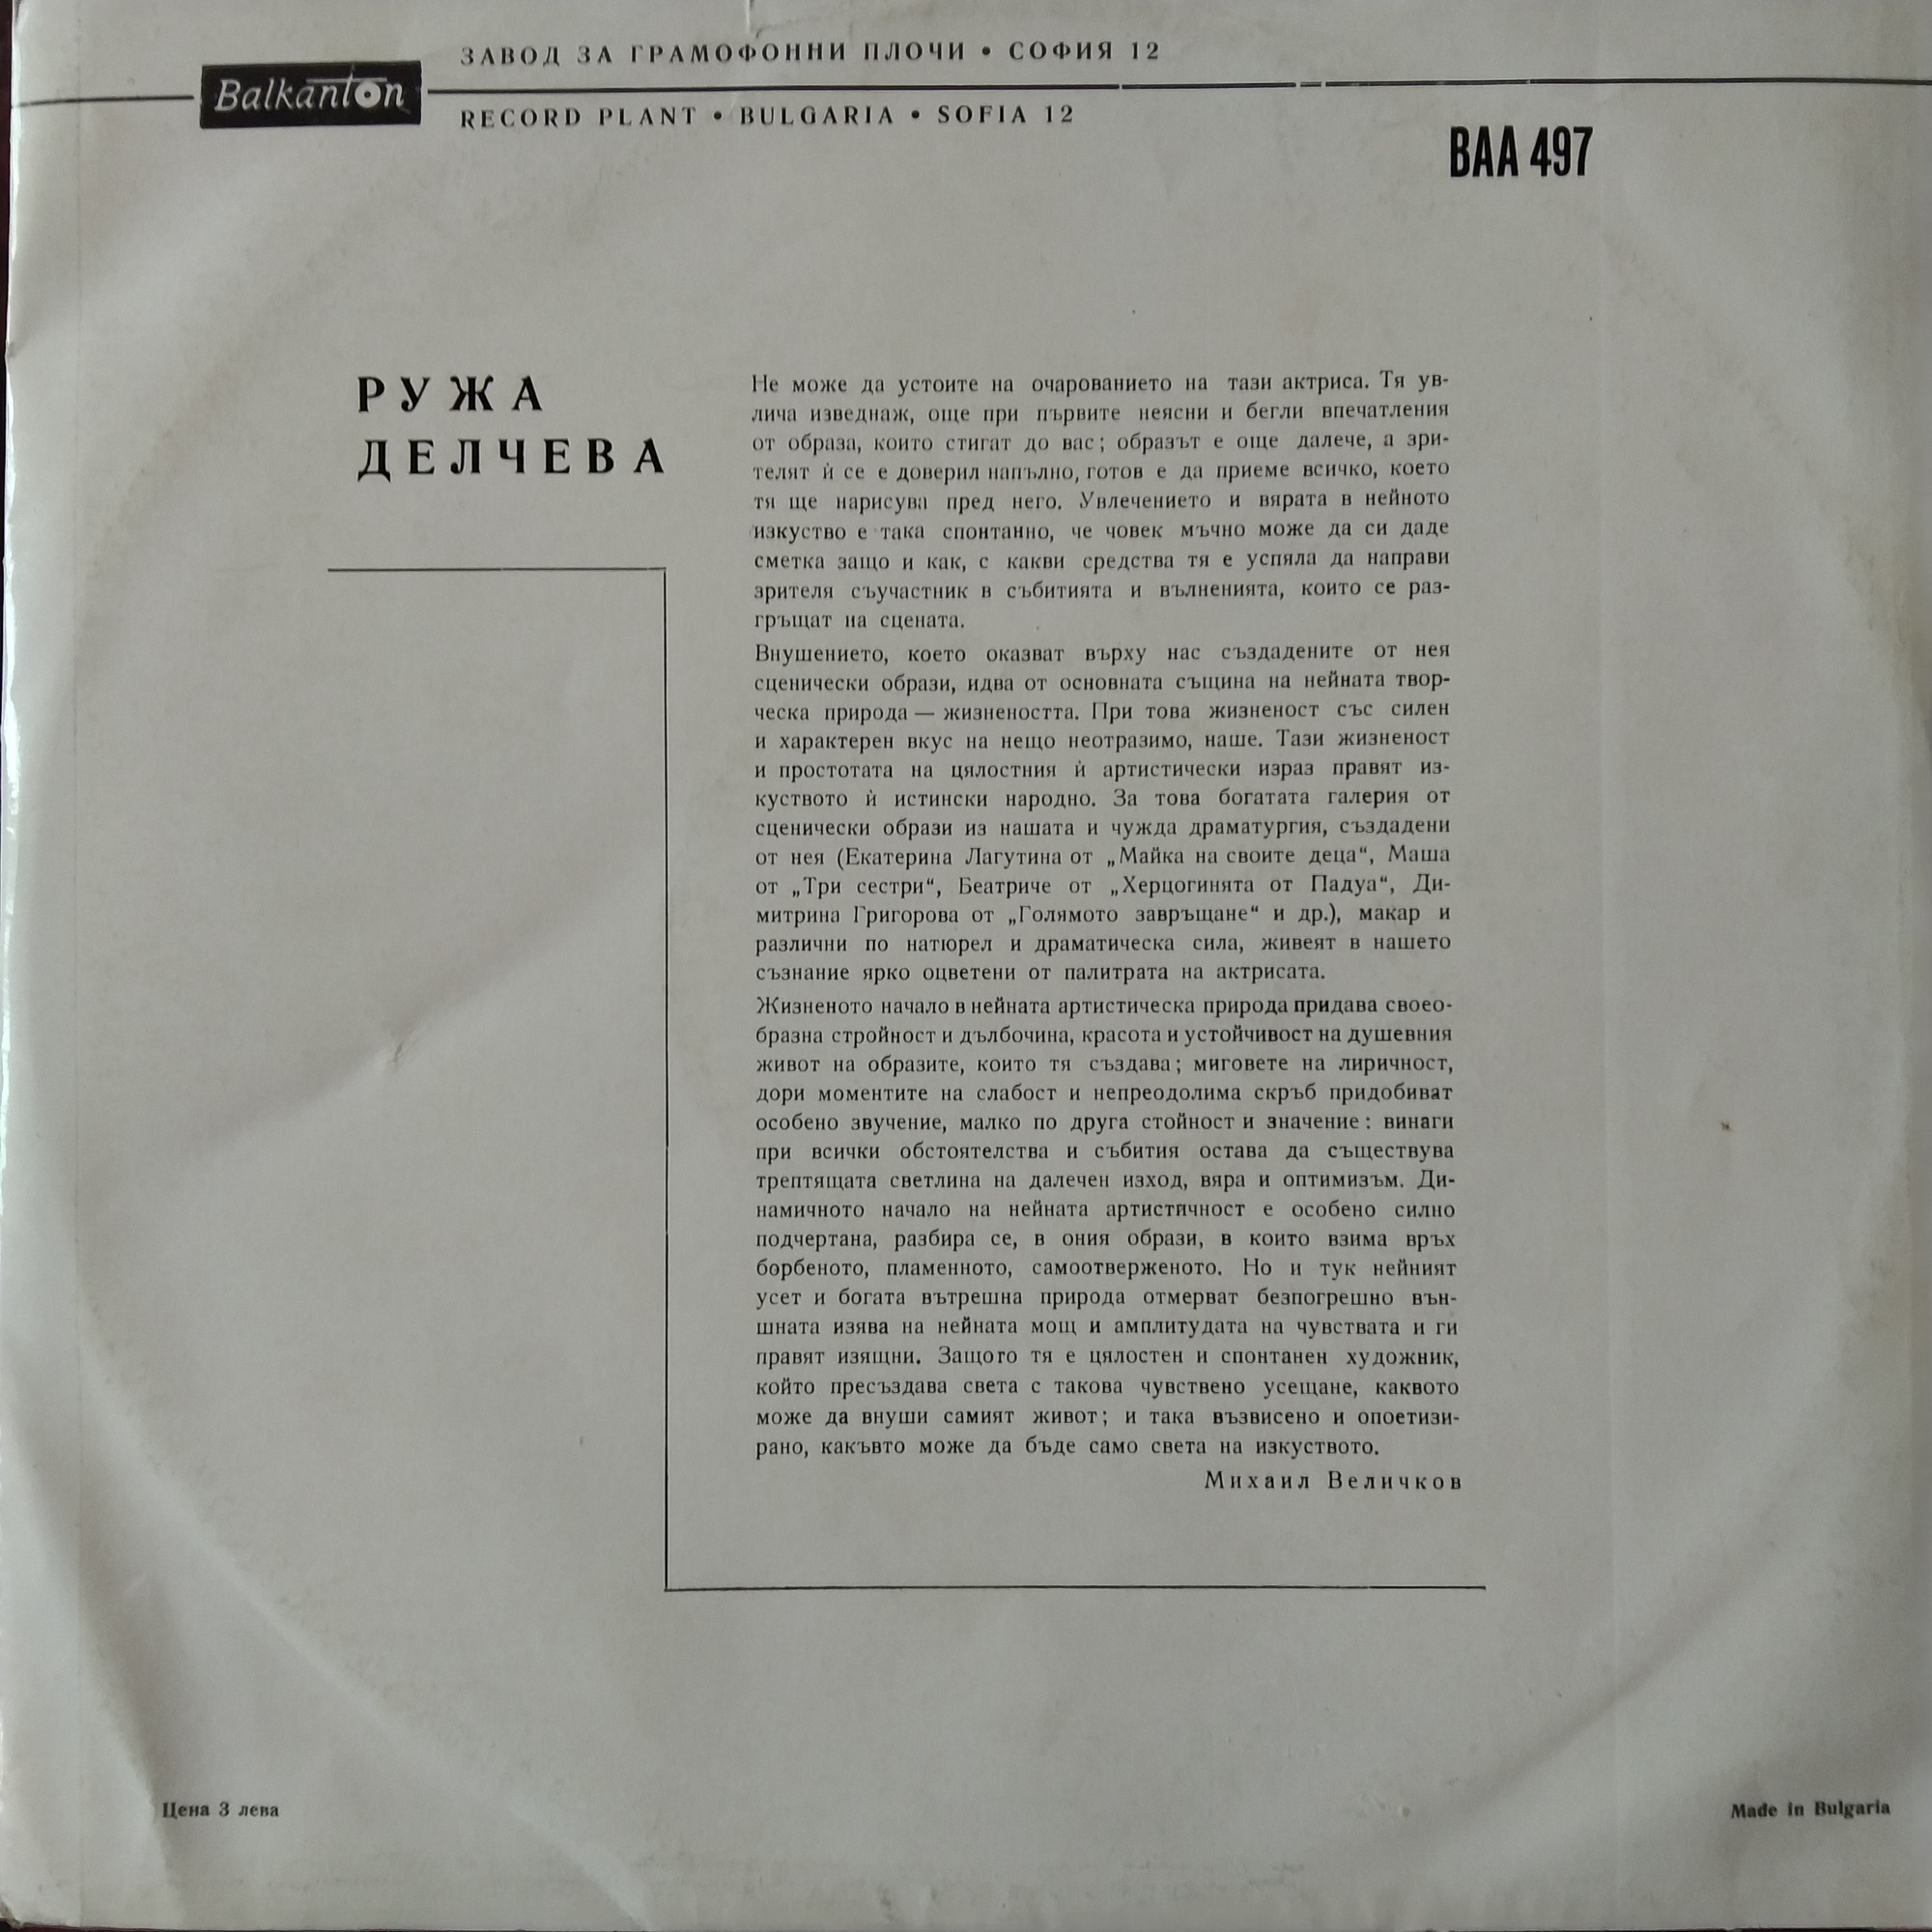 ЗАВОД ЗА ГРАМОФОННИ ПЛОЧИ • СОФИЯ 12
Balkanton
RECORD PLANT • BULGARIA • SOFIA 12
ВАА 497
РУЖА
ДЕЛЧЕВА
Не може да устоите на очарованието на тази актриса. Тя ув-
лича изведнаж, още при първите неясни и бегли впечатления
от образа, които стигат до вас; образът е още далече, а зри-
телят ѝ се е доверил напълно, готов е да приеме всичко, което
тя ще нарисува пред него. Увлечението и вярата в нейното
изкуство е така спонтанно, че човек мъчно може да си даде
сметка защо и как, с какви средства тя е успяла да направи
зрителя съучастник в събитията и вълненията, които се раз-
гръщат на сцената.
Внушението, което оказват върху нас създадените от нея
сценически образи, идва от основната същина на нейната твор-
ческа природа — жизнеността. При това жизненост със силен
и характерен вкус на нещо неотразимо, наше. Тази жизненост
и простотата на цялостния ѝ артистически израз правят из-
куството ѝ истински народно. За това богатата галерия от
сценически образи из нашата и чужда драматургия, създадени
от нея (Екатерина Лагутина от „Майка на своите деца“, Маша
от „Три сестри“, Беатриче от „Херцогинята от Падуа“, Ди-
митрина Григорова от „Голямото завръщане“ и др.), макар и
различни по натюрел и драматическа сила, живеят в нашето
съзнание ярко оцветени от палитрата на актрисата.
Жизненото начало в нейната артистическа природа придава своео-
бразна стройност и дълбочина, красота и устойчивост на душевния
живот на образите, които тя създава; миговете на лиричност,
дори моментите на слабост и непреодолима скръб придобиват
особено звучение, малко по друга стойност и значение: винаги
при всички обстоятелства и събития остава да съществува
трептящата светлина на далечен изход, вяра и оптимизъм. Ди-
намичното начало на нейната артистичност е особено силно
подчертана, разбира се, в ония образи, в които взима връх
борбеното, пламенното, самоотверженото. Но и тук нейният
усет и богата вътрешна природа отмерват безпогрешно вън-
шната изява на нейната мощ и амплитудата на чувствата и ги
правят изящни. Защого тя е цялостен и спонтанен художник,
който пресъздава света с такова чувствено усещане, каквото
може да внуши самият живот; и така възвисено и опоетизи-
рано, какъвто може да бъде само света на изкуството.
Михаил Величков
Цена 3 лева
Made in Bulgaria